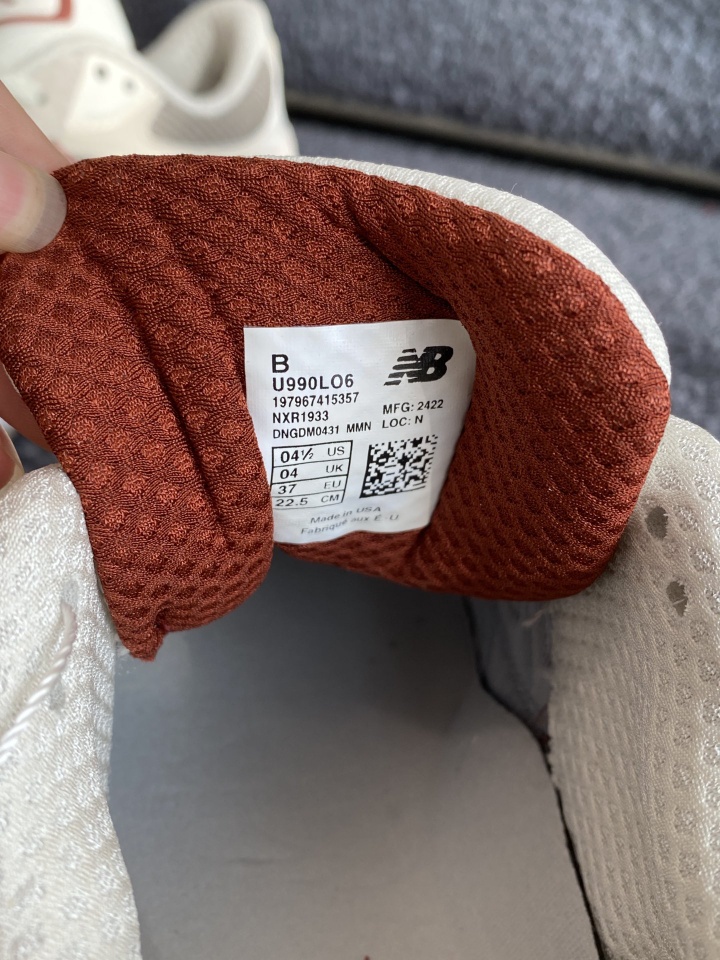 B
U990LO6
197967415357
NXR1933
MFG: 2422
DNGDM0431 MMN
LOC: N
NB
04½ US
04 UK
37 EU
22.5 CM
Made in USA
Fabriqué aux É-U